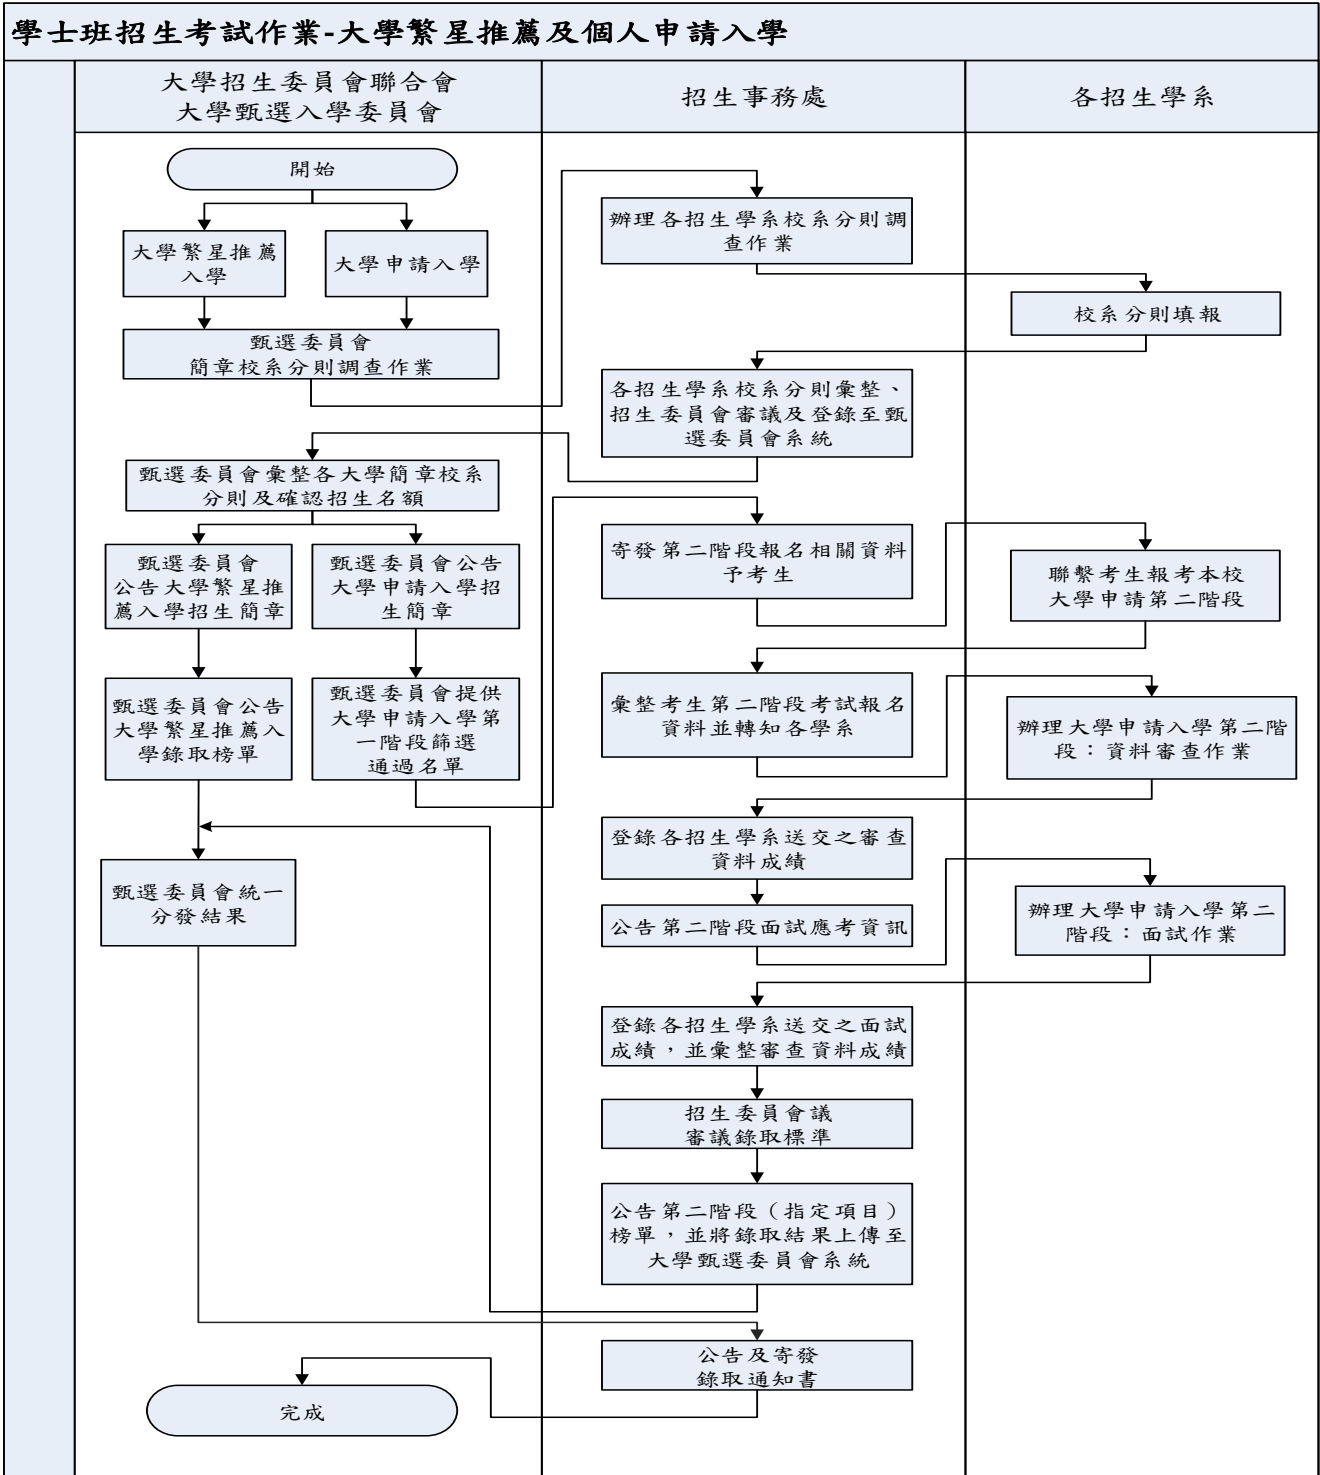 學士班招生考試作業-大學繁星推薦及個人申請入學
大學招生委員會聯合會
大學甄選入學委員會
招生事務處
各招生學系
開始
大學繁星推薦
入學
大學申請入學
甄選委員會
簡章校系分則調查作業
辦理各招生學系校系分則調
查作業
校系分則填報
各招生學系校系分則彙整、
招生委員會審議及登錄至甄
選委員會系統
甄選委員會彙整各大學簡章校系
分則及確認招生名額
甄選委員會
公告大學繁星推
薦入學招生簡章
甄選委員會公告
大學申請入學招
生簡章
寄發第二階段報名相關資料
予考生
聯繫考生報考本校
大學申請第二階段
甄選委員會公告
大學繁星推薦入
學錄取榜單
甄選委員會提供
大學申請入學第
一階段篩選
通過名單
彙整考生第二階段考試報名
資料並轉知各學系
辦理大學申請入學第二階
段：資料審查作業
登錄各招生學系送交之審查
資料成績
甄選委員會統一
分發結果
公告第二階段面試應考資訊
辦理大學申請入學第二
階段：面試作業
登錄各招生學系送交之面試
成績，並彙整審查資料成績
招生委員會議
審議錄取標準
公告第二階段（指定項目）
榜單，並將錄取結果上傳至
大學甄選委員會系統
公告及寄發
錄取通知書
完成